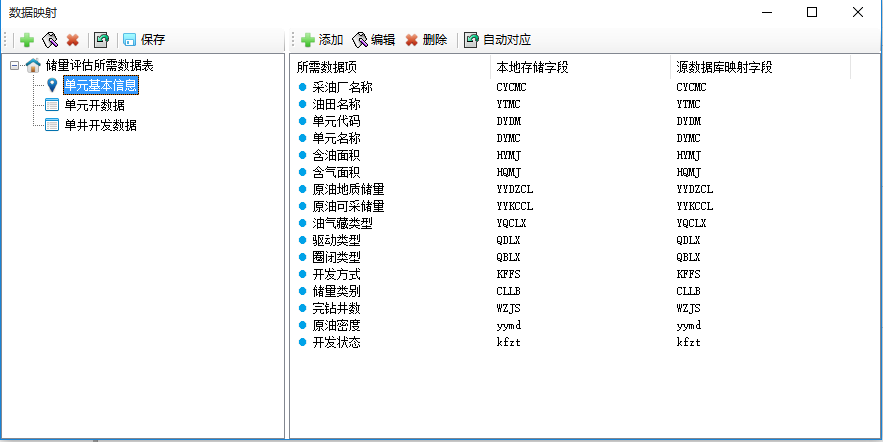 数据映射
保存
添加 编辑 删除 自动对应
储量评估所需数据表
单元基本信息
单元开数据
单井开发数据
所需数据项 本地存储字段 源数据库映射字段
采油厂名称 CYCMC CYCMC
油田名称 YTMC YTMC
单元代码 DYDM DYDM
单元名称 DYMC DYMC
含油面积 HYMJ HYMJ
含气面积 HQMJ HQMJ
原油地质储量 YYDZCL YYDZCL
原油可采储量 YYKCCL YYKCCL
油气藏类型 YQCLX YQCLX
驱动类型 QDLX QDLX
圈闭类型 QBLX QBLX
开发方式 KFFS KFFS
储量类别 CLLB CLLB
完钻井数 WZJS WZJS
原油密度 yymd yymd
开发状态 kfzt kfzt